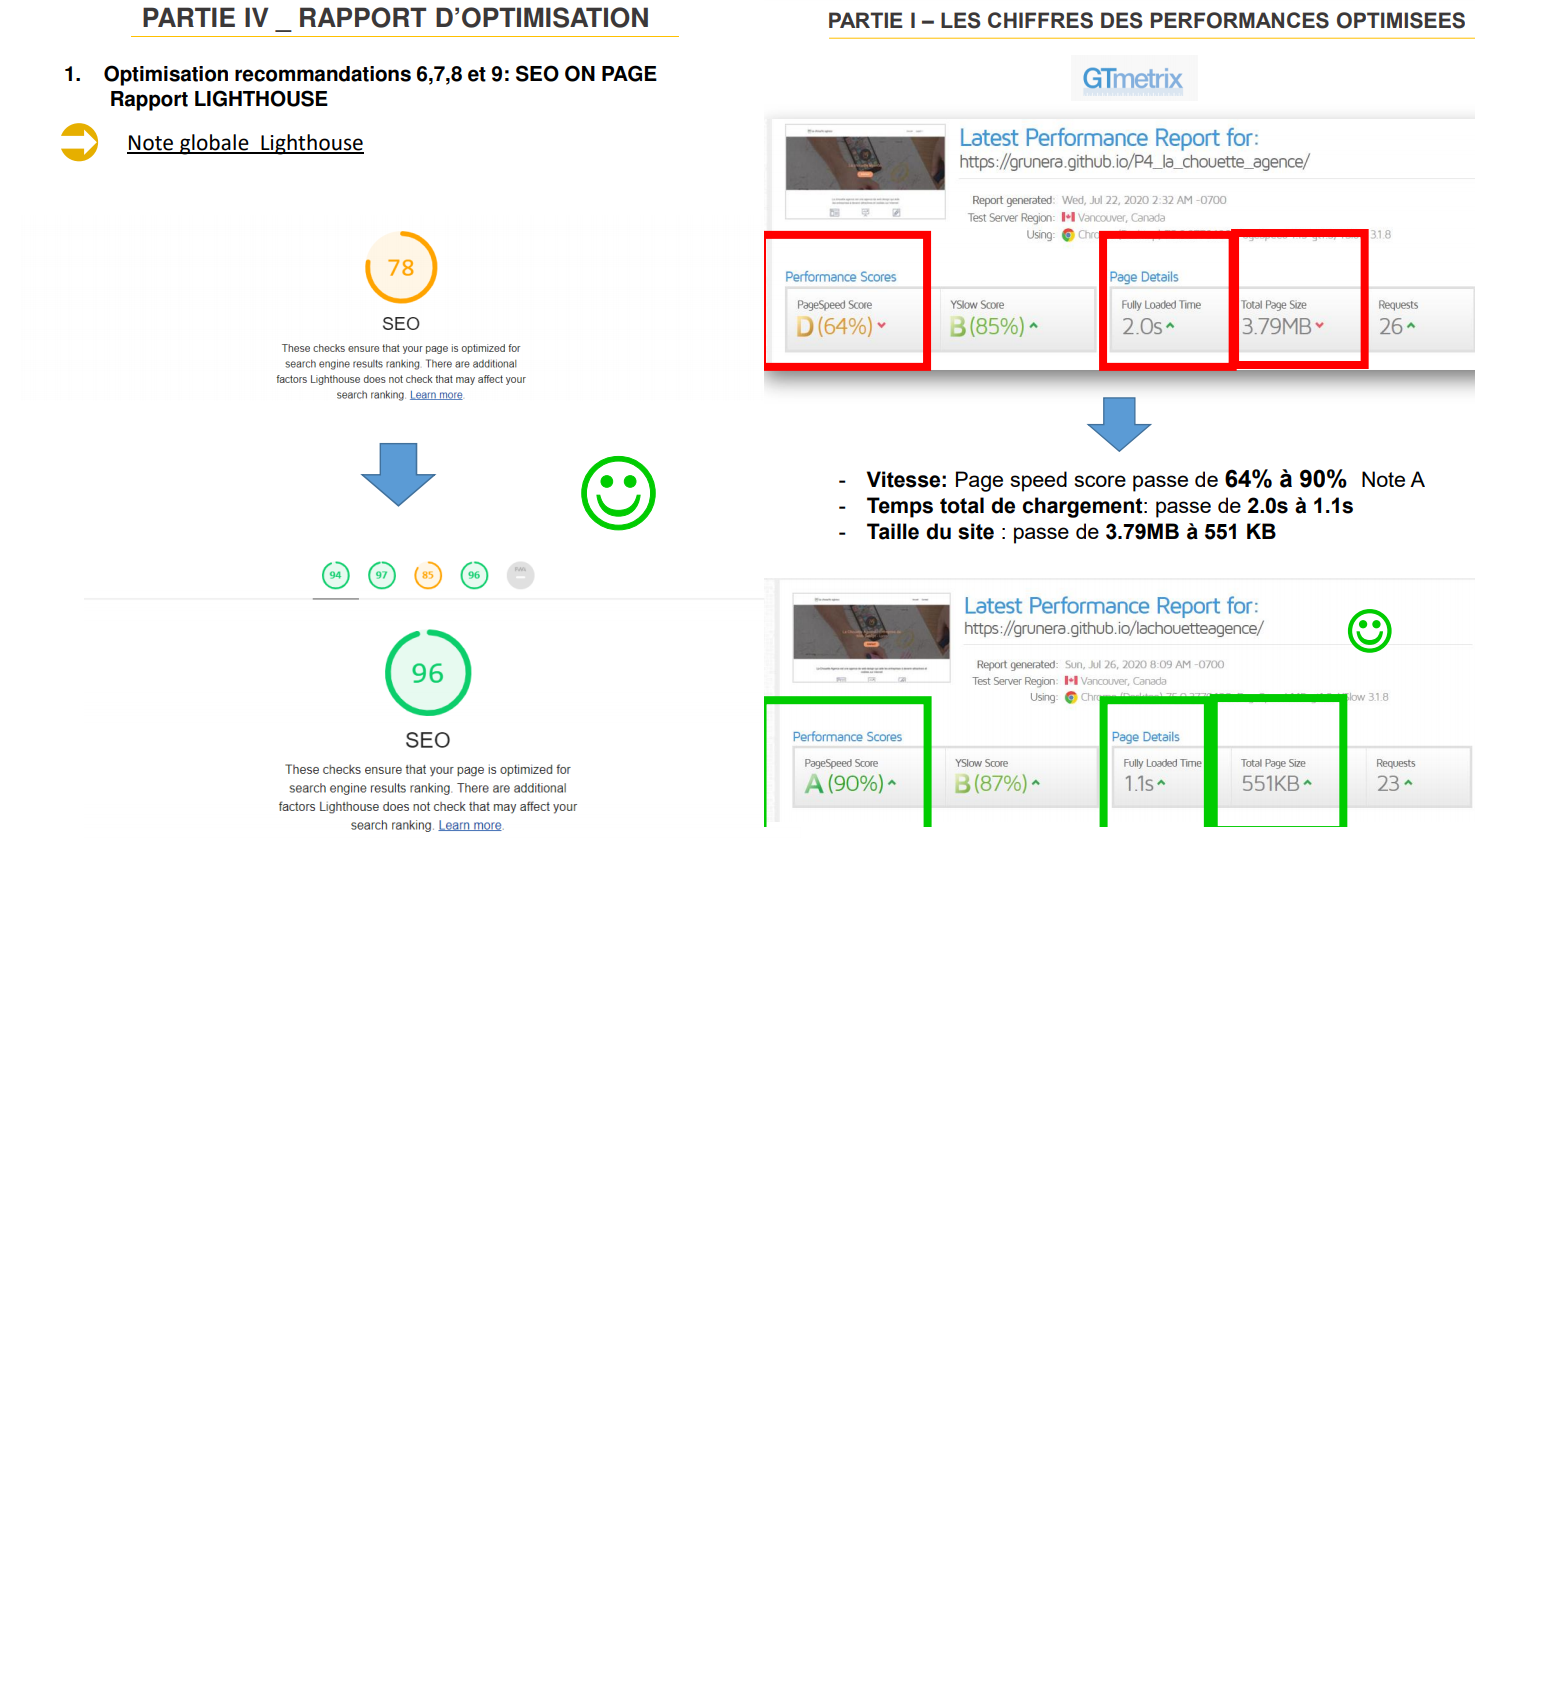 PARTIE IV _ RAPPORT D’OPTIMISATION
1. Optimisation recommandations 6,7,8 et 9: SEO ON PAGE
Rapport LIGHTHOUSE
Note globale Lighthouse
78
SEO
These checks ensure that your page is optimized for
search engine results ranking. There are additional
factors Lighthouse does not check that may affect your
search ranking. Learn more.
94 97 85 96
96
SEO
These checks ensure that your page is optimized for
search engine results ranking. There are additional
factors Lighthouse does not check that may affect your
search ranking. Learn more.
PARTIE I – LES CHIFFRES DES PERFORMANCES OPTIMISEES
GTmetrix
Latest Performance Report for:
https://grunera.github.io/P4_la_chouette_agence/
Report generated: Wed, Jul 22, 2020 2:32 AM -0700
Test Server Region: Vancouver, Canada
Using: 3.1.8
Performance Scores
Page Details
PageSpeed Score YSlow Score Fully Loaded Time Total Page Size Requests
D (64%) B (85%) 2.0s 3.79MB 26
- Vitesse: Page speed score passe de 64% à 90% Note A
- Temps total de chargement: passe de 2.0s à 1.1s
- Taille du site : passe de 3.79MB à 551 KB
Latest Performance Report for:
https://grunera.github.io/lachouetteagence/
Report generated: Sun, Jul 26, 2020 8:09 AM -0700
Test Server Region: Vancouver, Canada
Using: 3.1.8
Performance Scores
Page Details
PageSpeed Score YSlow Score Fully Loaded Time Total Page Size Requests
A (90%) B (87%) 1.1s 551KB 23